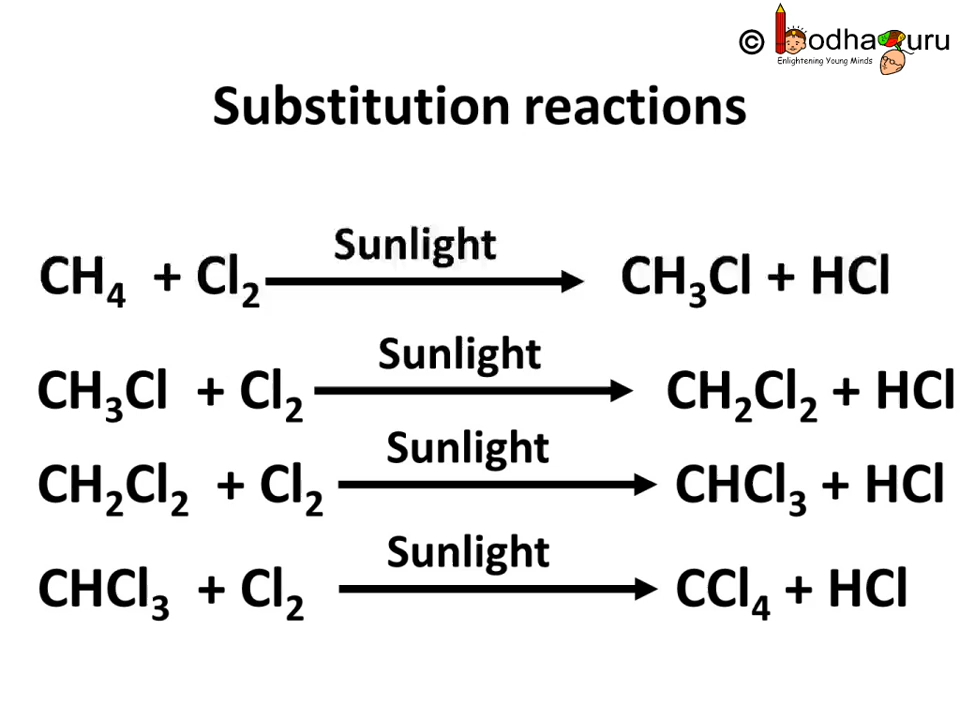 © BodhaGuru
Enlightening Young Minds
Substitution reactions
Sunlight
CH₄ + Cl₂ → CH₃Cl + HCl
Sunlight
CH₃Cl + Cl₂ → CH₂Cl₂ + HCl
Sunlight
CH₂Cl₂ + Cl₂ → CHCl₃ + HCl
Sunlight
CHCl₃ + Cl₂ → CCl₄ + HCl